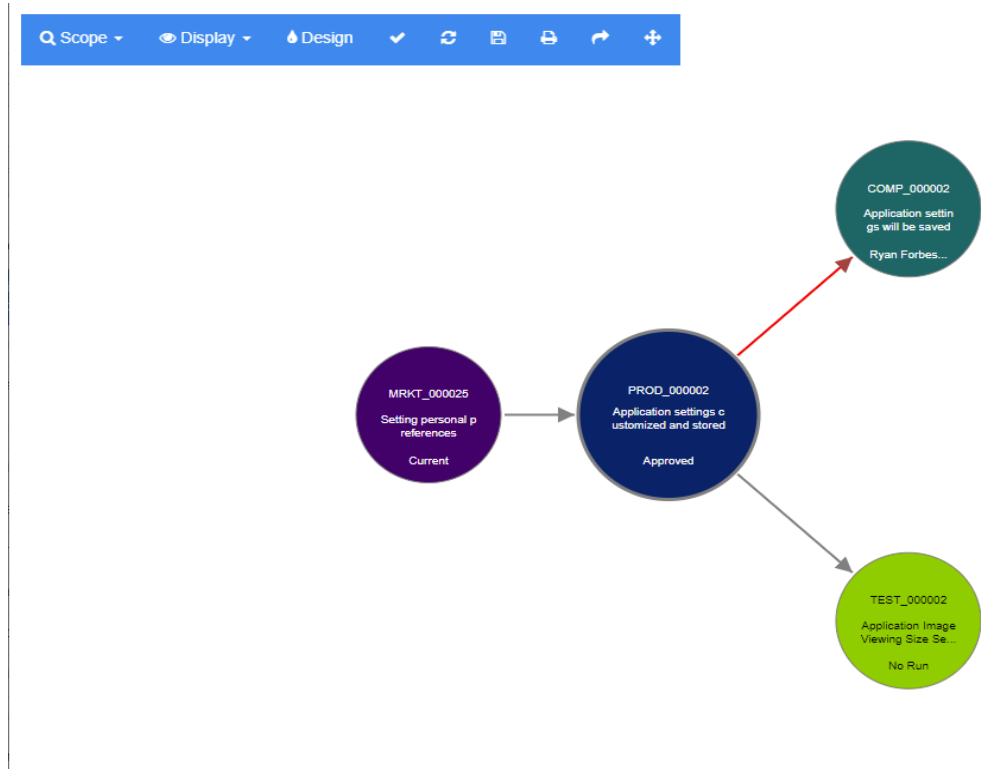 Scope Display Design
COMP_000002
Application settin
gs will be saved
Ryan Forbes...
MRKT_000025
Setting personal p
references
Current
PROD_000002
Application settings c
ustomized and stored
Approved
TEST_000002
Application Image
Viewing Size Se...
No Run